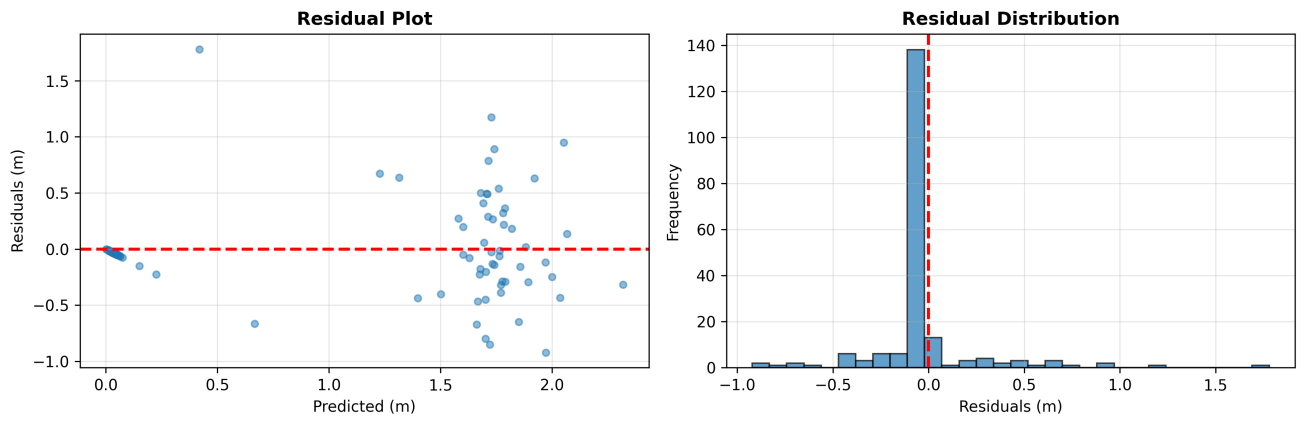 Residual Plot
Residuals (m)
1.5
1.0
0.5
0.0
−0.5
−1.0
0.0 0.5 1.0 1.5 2.0
Predicted (m)
Residual Distribution
Frequency
140
120
100
80
60
40
20
0
−1.0 −0.5 0.0 0.5 1.0 1.5
Residuals (m)